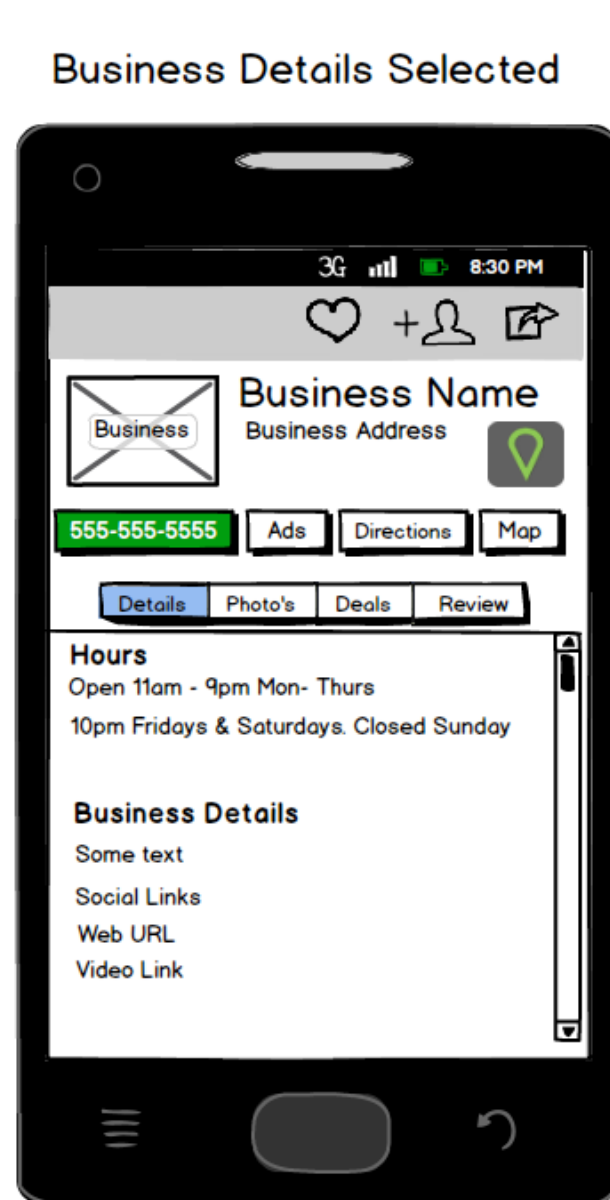 Business Details Selected
3G 8:30 PM
Business Name
Business
Business Address
555-555-5555 Ads Directions Map
Details Photo's Deals Review
Hours
Open 11am - 9pm Mon- Thurs
10pm Fridays & Saturdays. Closed Sunday
Business Details
Some text
Social Links
Web URL
Video Link